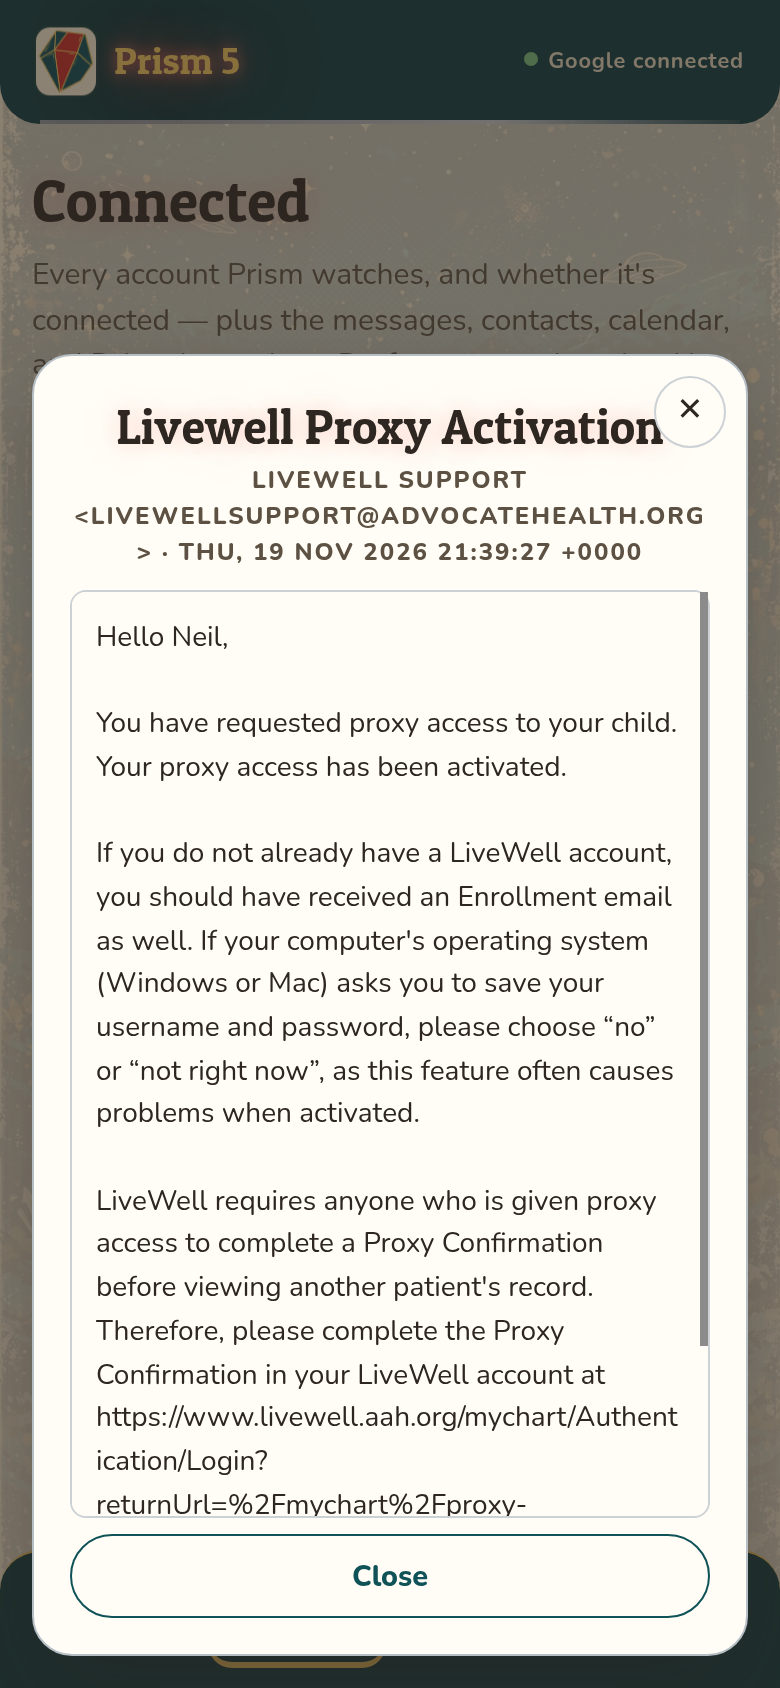 Prism 5
Google connected
Connected
Every account Prism watches, and whether it's
connected — plus the messages, contacts, calendar,
Livewell Proxy Activation
✕
LIVEWELL SUPPORT
<LIVEWELLSUPPORT@ADVOCATEHEALTH.ORG
> · THU, 19 NOV 2026 21:39:27 +0000
Hello Neil,
You have requested proxy access to your child.
Your proxy access has been activated.
If you do not already have a LiveWell account,
you should have received an Enrollment email
as well. If your computer's operating system
(Windows or Mac) asks you to save your
username and password, please choose “no”
or “not right now”, as this feature often causes
problems when activated.
LiveWell requires anyone who is given proxy
access to complete a Proxy Confirmation
before viewing another patient's record.
Therefore, please complete the Proxy
Confirmation in your LiveWell account at
https://www.livewell.aah.org/mychart/Authent
ication/Login?
returnUrl=%2Fmychart%2Fproxy-
Close